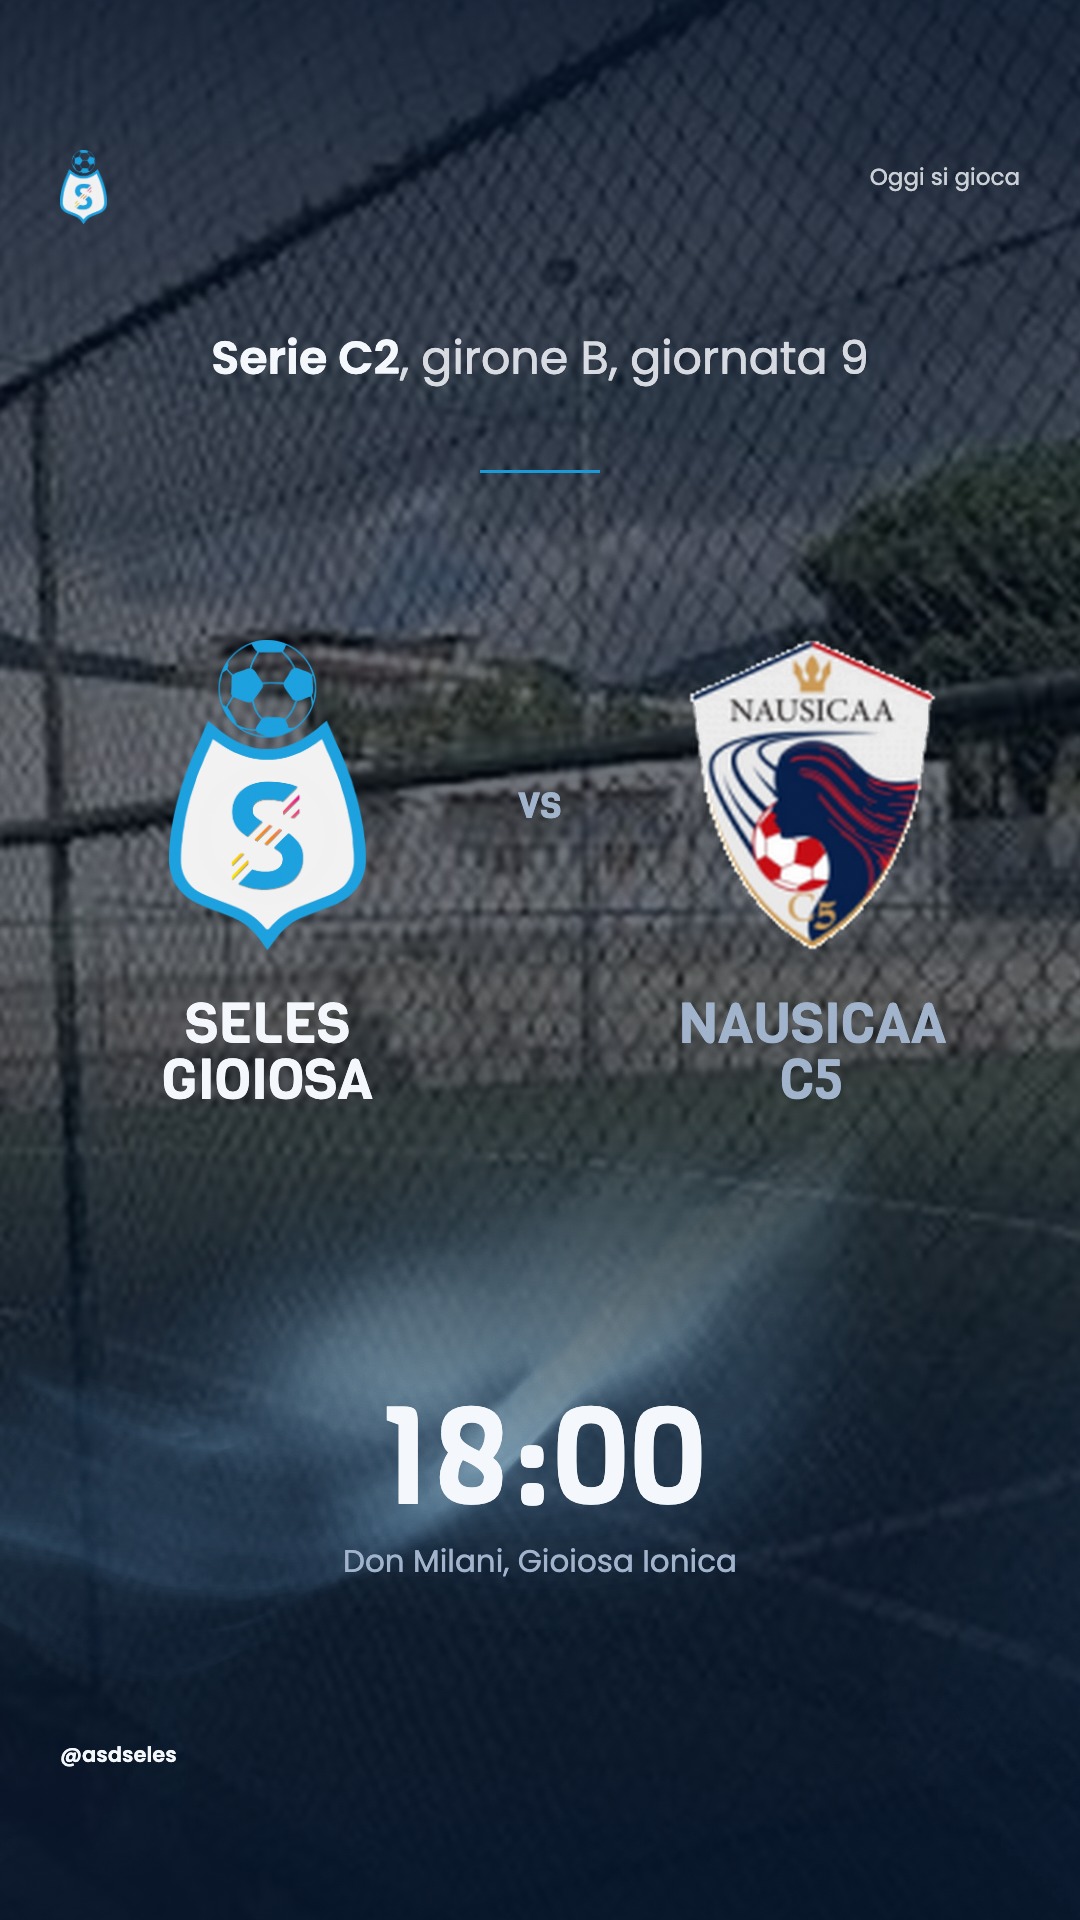 S
Oggi si gioca
Serie C2, girone B, giornata 9
S
VS
NAUSICAA
C5
SELES
GIOIOSA
NAUSICAA
C5
18:00
Don Milani, Gioiosa Ionica
@asdseles